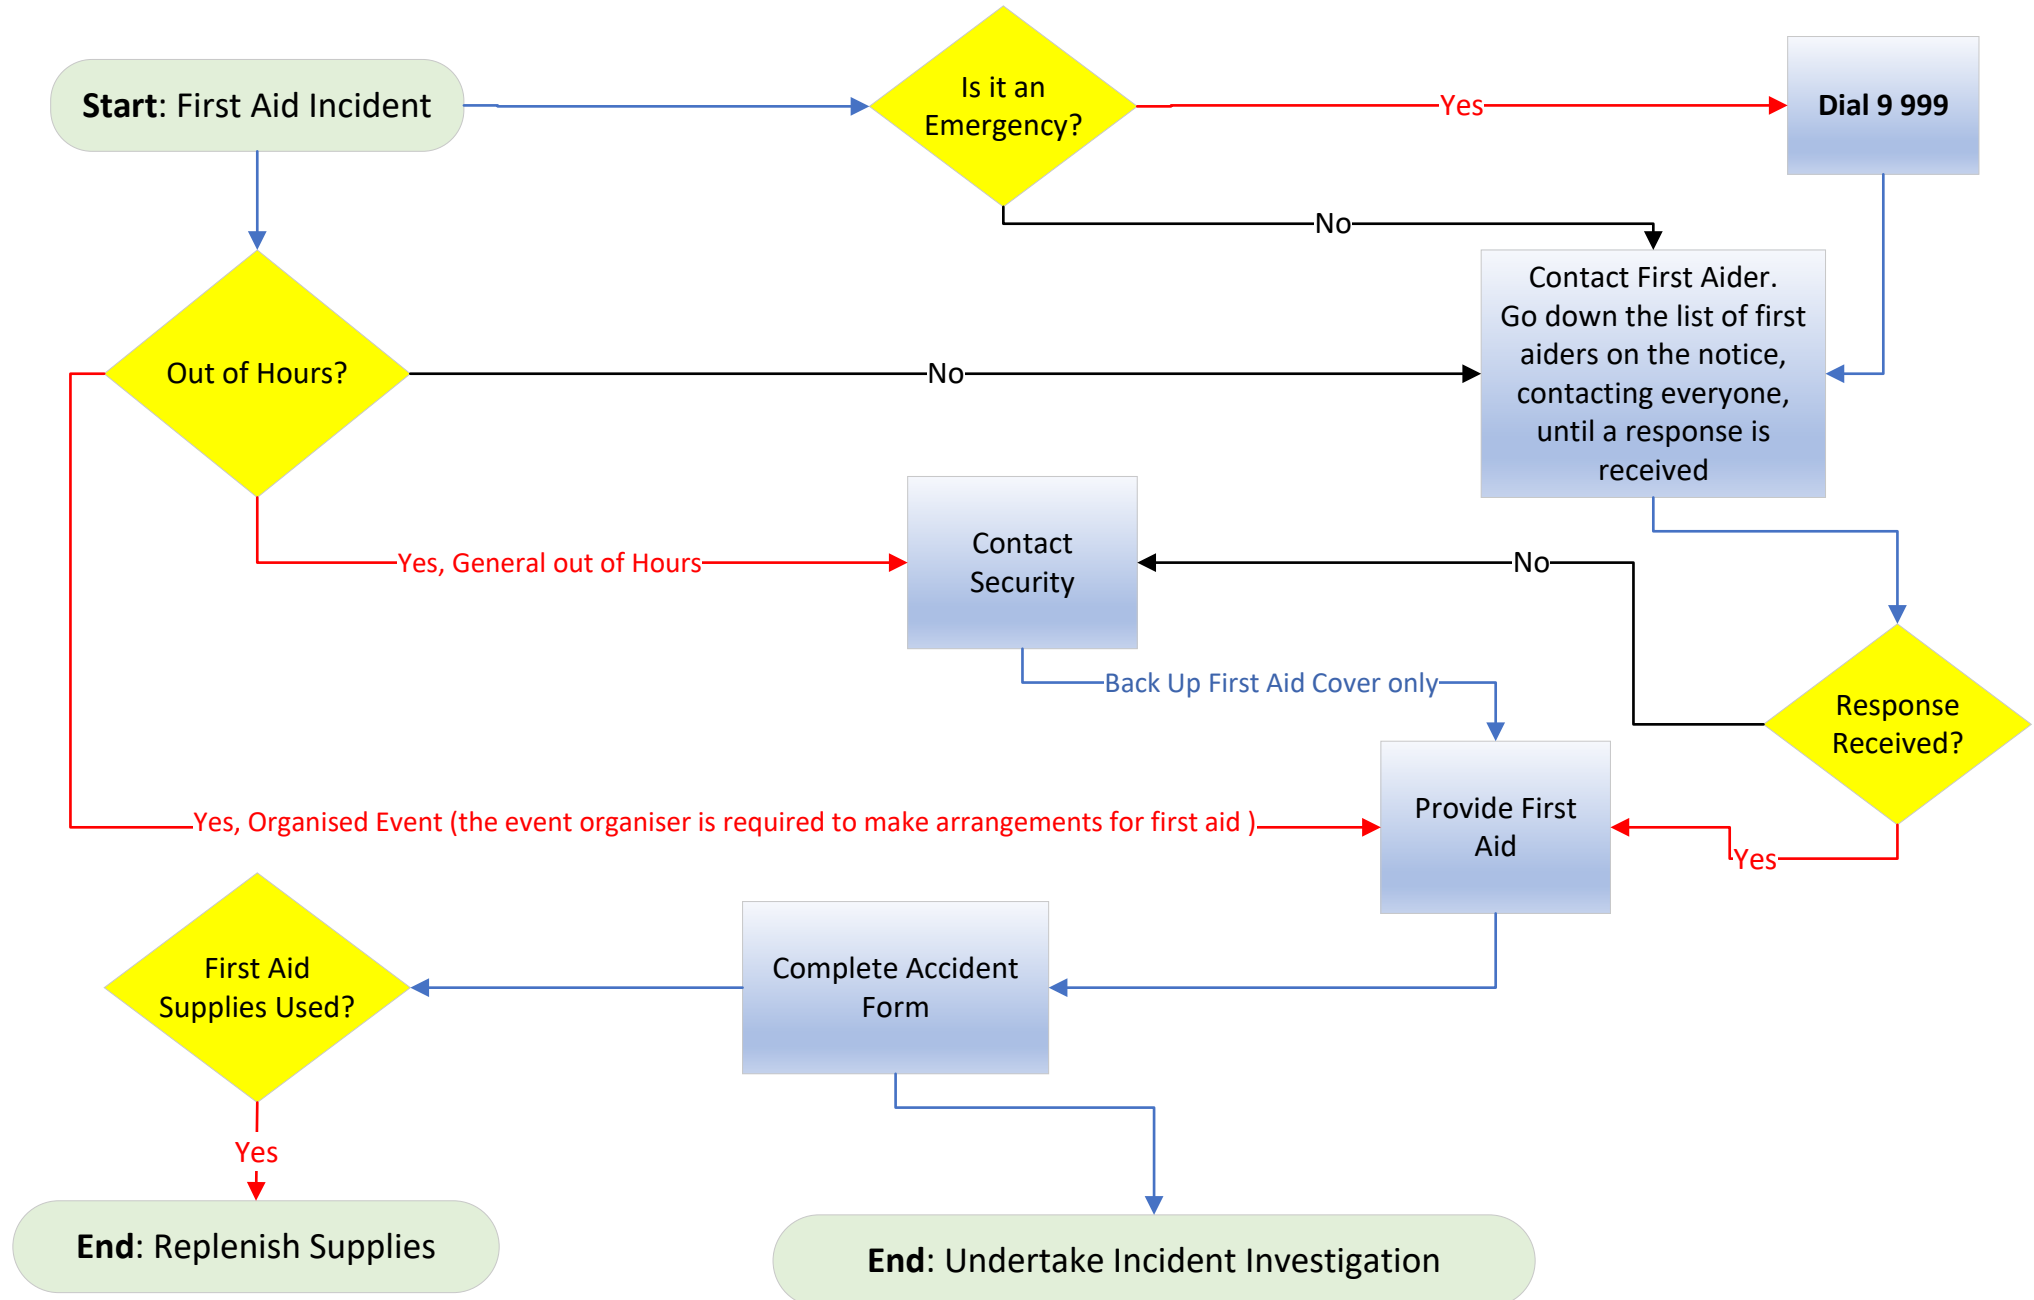 Start: First Aid Incident
Is it an
Emergency?
Yes
Dial 9 999
No
Contact First Aider.
Go down the list of first
aiders on the notice,
contacting everyone,
until a response is
received
Out of Hours?
No
Yes, General out of Hours
Contact
Security
No
Back Up First Aid Cover only
Response
Received?
Yes, Organised Event (the event organiser is required to make arrangements for first aid )
Provide First
Aid
Yes
First Aid
Supplies Used?
Complete Accident
Form
Yes
End: Replenish Supplies
End: Undertake Incident Investigation